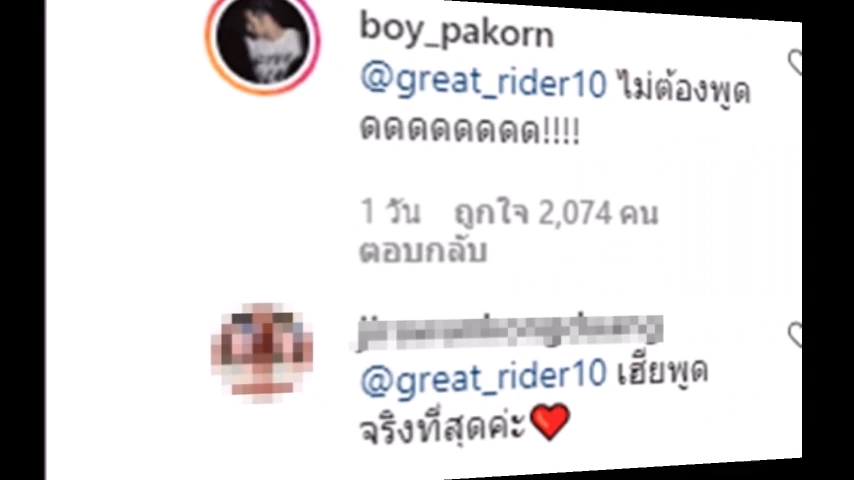 boy_pakorn
@great_rider10 ไม่ต้องพูด
ดดดดดดดด!!!!
1 วัน ถูกใจ 2,074 คน
ตอบกลับ
@great_rider10 เฮียพูด
จริงที่สุดค่ะ❤️